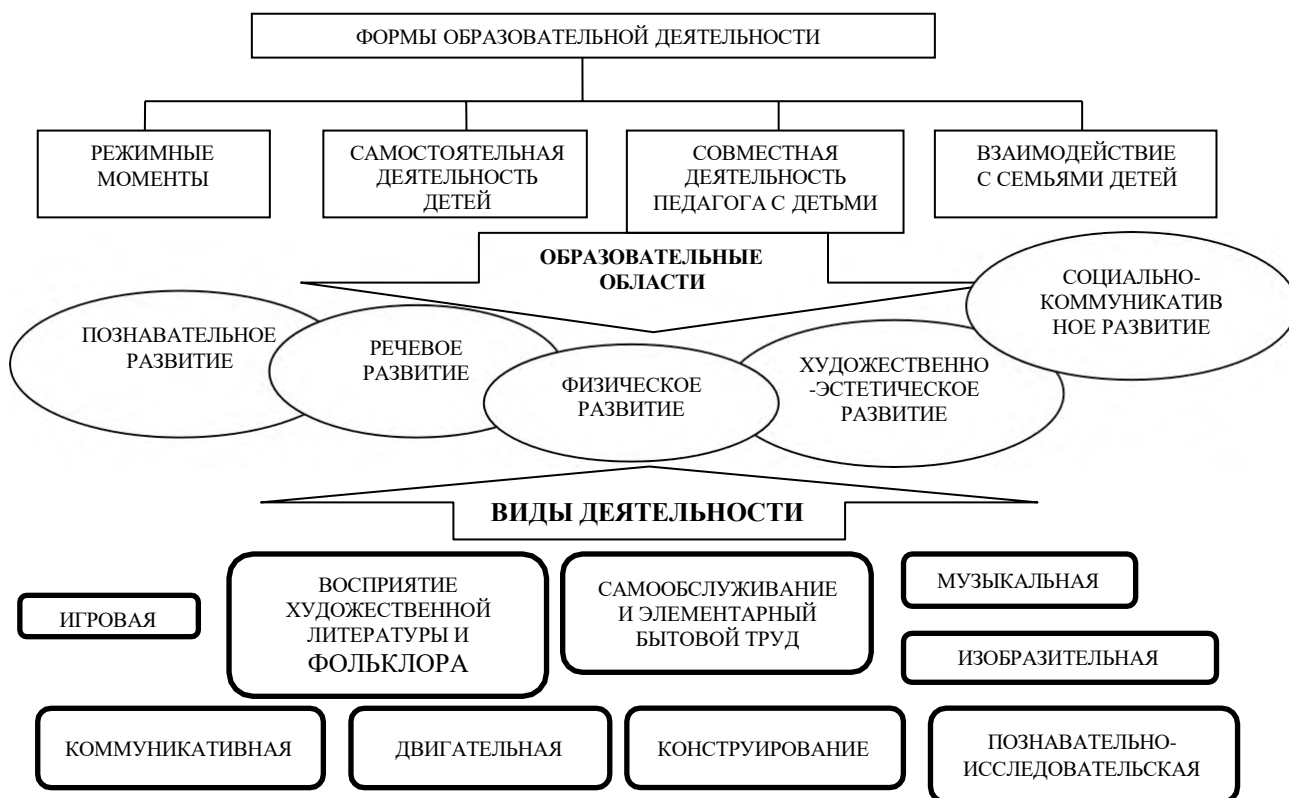 ФОРМЫ ОБРАЗОВАТЕЛЬНОЙ ДЕЯТЕЛЬНОСТИ
РЕЖИМНЫЕ
МОМЕНТЫ
САМОСТОЯТЕЛЬНАЯ
ДЕЯТЕЛЬНОСТЬ
ДЕТЕЙ
СОВМЕСТНАЯ
ДЕЯТЕЛЬНОСТЬ
ПЕДАГОГА С ДЕТЬМИ
ВЗАИМОДЕЙСТВИЕ
С СЕМЬЯМИ ДЕТЕЙ
ОБРАЗОВАТЕЛЬНЫЕ
ОБЛАСТИ
ПОЗНАВАТЕЛЬНОЕ
РАЗВИТИЕ
РЕЧЕВОЕ
РАЗВИТИЕ
ФИЗИЧЕСКОЕ
РАЗВИТИЕ
ХУДОЖЕСТВЕННО
-ЭСТЕТИЧЕСКОЕ
РАЗВИТИЕ
СОЦИАЛЬНО-
КОММУНИКАТИВ
НОЕ РАЗВИТИЕ
ВИДЫ ДЕЯТЕЛЬНОСТИ
ИГРОВАЯ
ВОСПРИЯТИЕ
ХУДОЖЕСТВЕННОЙ
ЛИТЕРАТУРЫ И
ФОЛЬКЛОРА
САМООБСЛУЖИВАНИЕ
И ЭЛЕМЕНТАРНЫЙ
БЫТОВОЙ ТРУД
МУЗЫКАЛЬНАЯ
ИЗОБРАЗИТЕЛЬНАЯ
КОММУНИКАТИВНАЯ
ДВИГАТЕЛЬНАЯ
КОНСТРУИРОВАНИЕ
ПОЗНАВАТЕЛЬНО-
ИССЛЕДОВАТЕЛЬСКАЯ